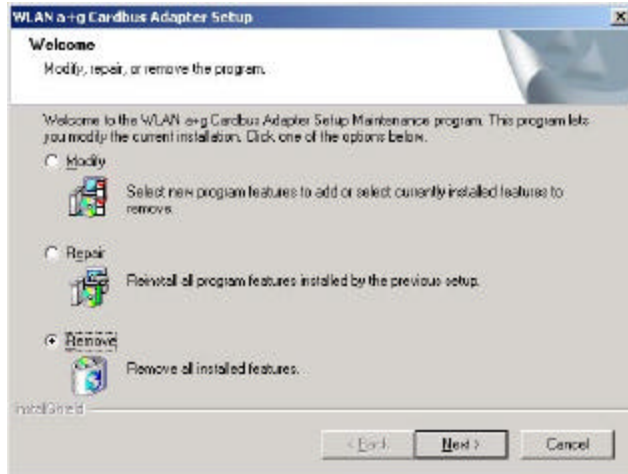 WLAN a+g Cardbus Adapter Setup
Welcome
Modify, repair, or remove the program.
Welcome to the WLAN a+g Cardbus Adapter Setup Maintenance program. This program lets
you modify the current installation. Click one of the options below.
Modify
Select new program features to add or select currently installed features to
remove.
Repair
Reinstall all program features installed by the previous setup.
Remove
Remove all installed features.
InstallShield
< Back
Next >
Cancel